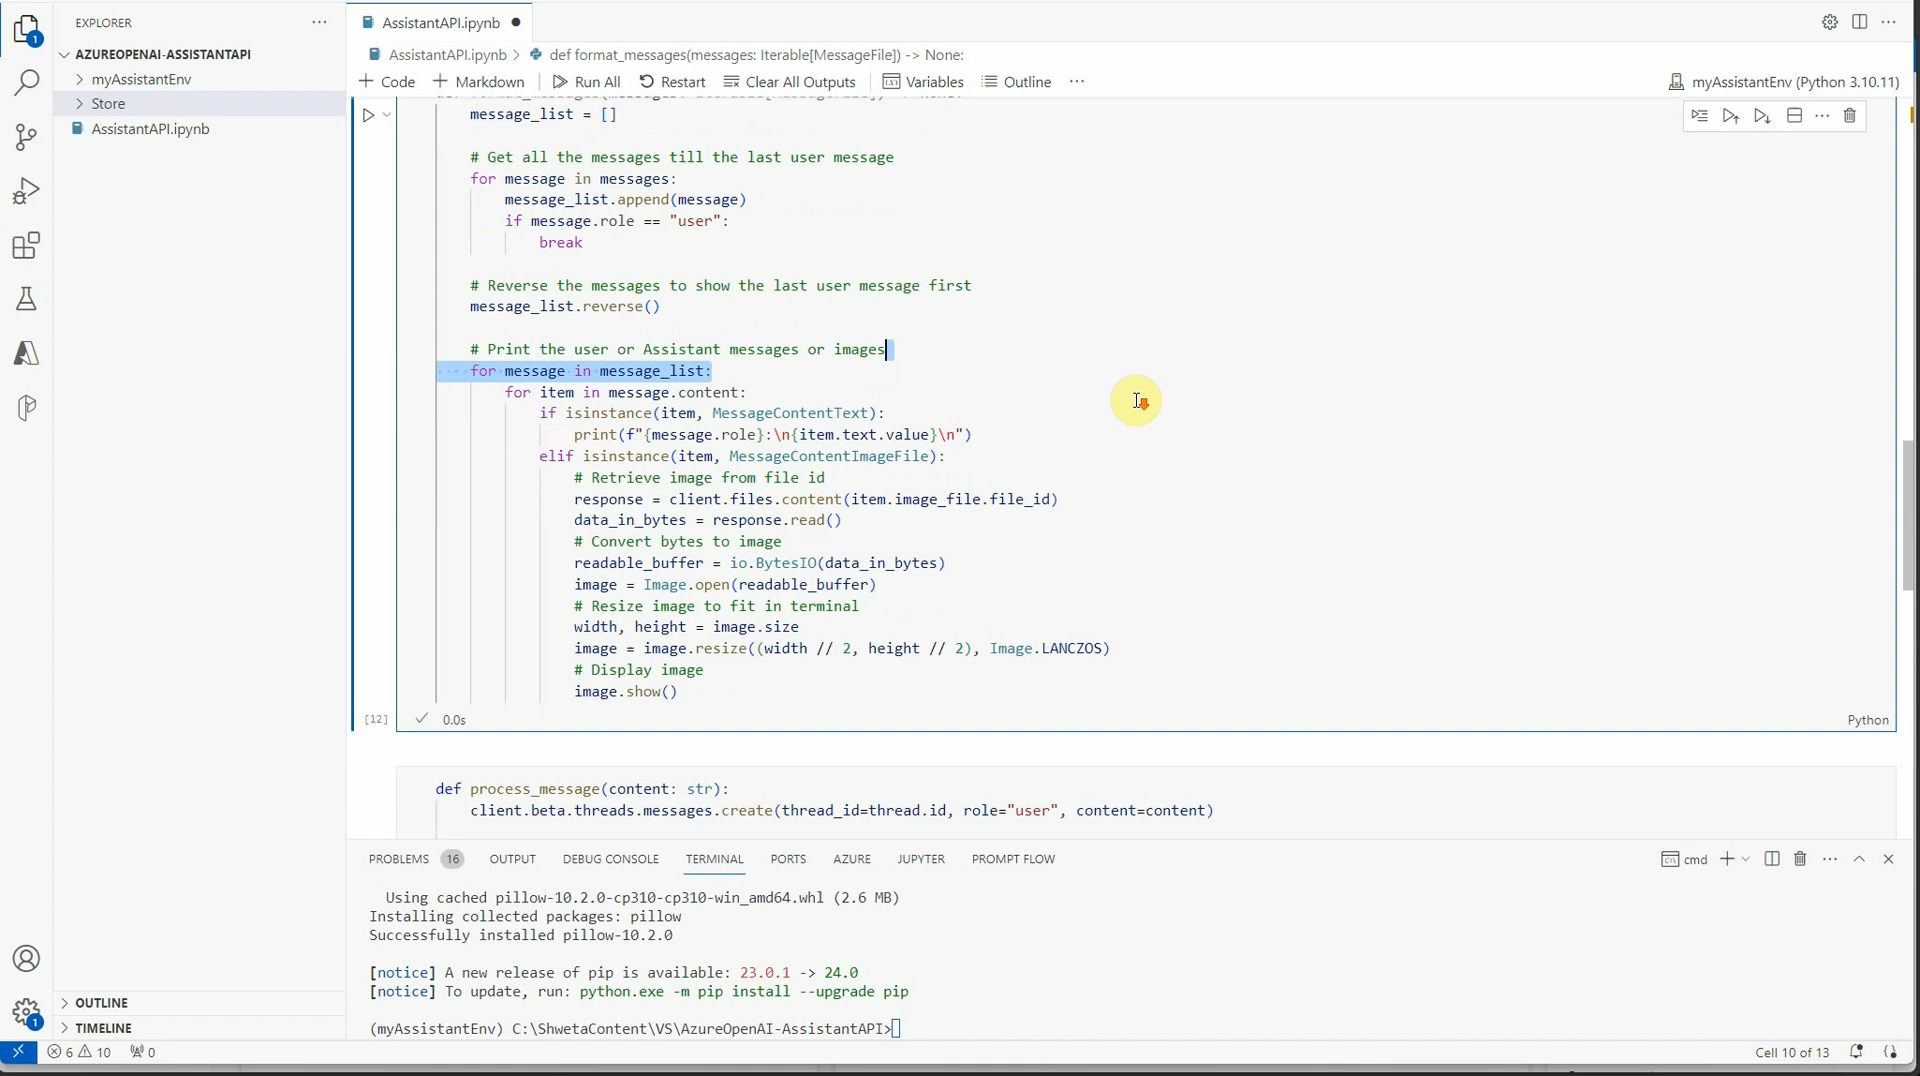 EXPLORER
AssistantAPI.ipynb
AZUREOPENAI-ASSISTANTAPI
myAssistantEnv
Store
AssistantAPI.ipynb
OUTLINE
TIMELINE
1
1
AssistantAPI.ipynb > def format_messages(messages: Iterable[MessageFile]) -> None:
+ Code + Markdown Run All Restart Clear All Outputs Variables Outline ...
myAssistantEnv (Python 3.10.11)
message_list = []
# Get all the messages till the last user message
for message in messages:
message_list.append(message)
if message.role == "user":
break
# Reverse the messages to show the last user message first
message_list.reverse()
# Print the user or Assistant messages or images
for message in message_list:
for item in message.content:
if isinstance(item, MessageContentText):
print(f"{message.role}:\n{item.text.value}\n")
elif isinstance(item, MessageContentImageFile):
# Retrieve image from file id
response = client.files.content(item.image_file.file_id)
data_in_bytes = response.read()
# Convert bytes to image
readable_buffer = io.BytesIO(data_in_bytes)
image = Image.open(readable_buffer)
# Resize image to fit in terminal
width, height = image.size
image = image.resize((width // 2, height // 2), Image.LANCZOS)
# Display image
image.show()
[12] 0.0s Python
def process_message(content: str):
client.beta.threads.messages.create(thread_id=thread.id, role="user", content=content)
PROBLEMS 16 OUTPUT DEBUG CONSOLE TERMINAL PORTS AZURE JUPYTER PROMPT FLOW
cmd
Using cached pillow-10.2.0-cp310-cp310-win_amd64.whl (2.6 MB)
Installing collected packages: pillow
Successfully installed pillow-10.2.0
[notice] A new release of pip is available: 23.0.1 -> 24.0
[notice] To update, run: python.exe -m pip install --upgrade pip
(myAssistantEnv) C:\ShwetaContent\VS\AzureOpenAI-AssistantAPI>
6 10 0
Cell 10 of 13